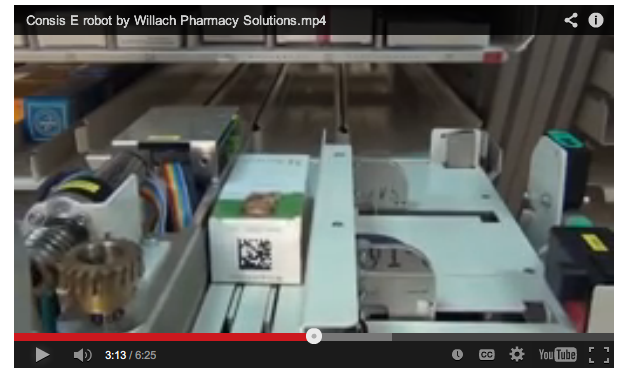 Consis E robot by Willach Pharmacy Solutions.mp4
3:13 / 6:25
CC
YouTube